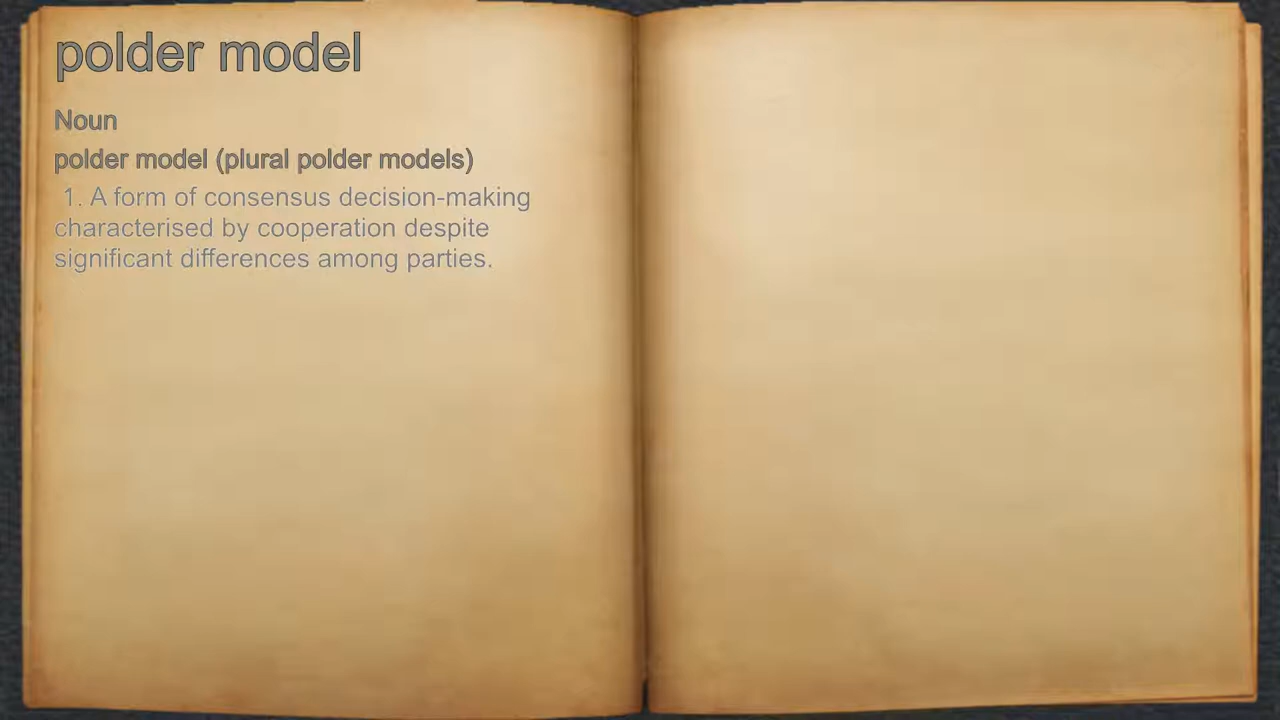 polder model
Noun
polder model (plural polder models)
1. A form of consensus decision-making
characterised by cooperation despite
significant differences among parties.